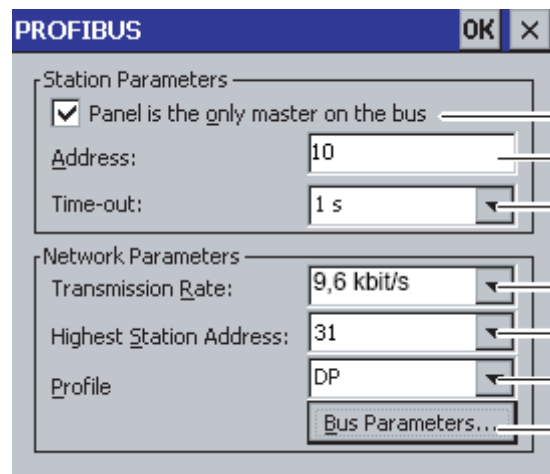 PROFIBUS OK ×
Station Parameters
Panel is the only master on the bus
Address: 10
Time-out: 1 s
Network Parameters
Transmission Rate: 9,6 kbit/s
Highest Station Address: 31
Profile DP
Bus Parameters...